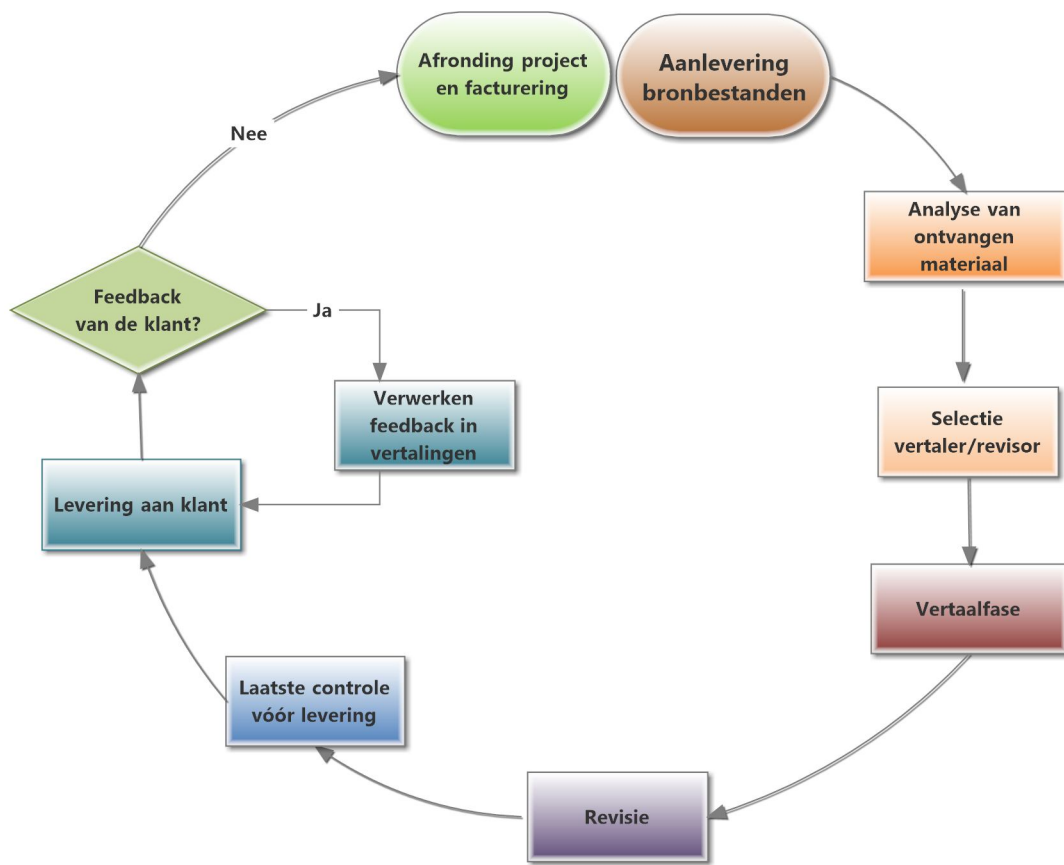 Afronding project
en facturering
Aanlevering
bronbestanden
Nee
Analyse van
ontvangen
materiaal
Feedback
van de klant?
Ja
Verwerken
feedback in
vertalingen
Selectie
vertaler/revisor
Levering aan klant
Vertaalfase
Laatste controle
vóór levering
Revisie